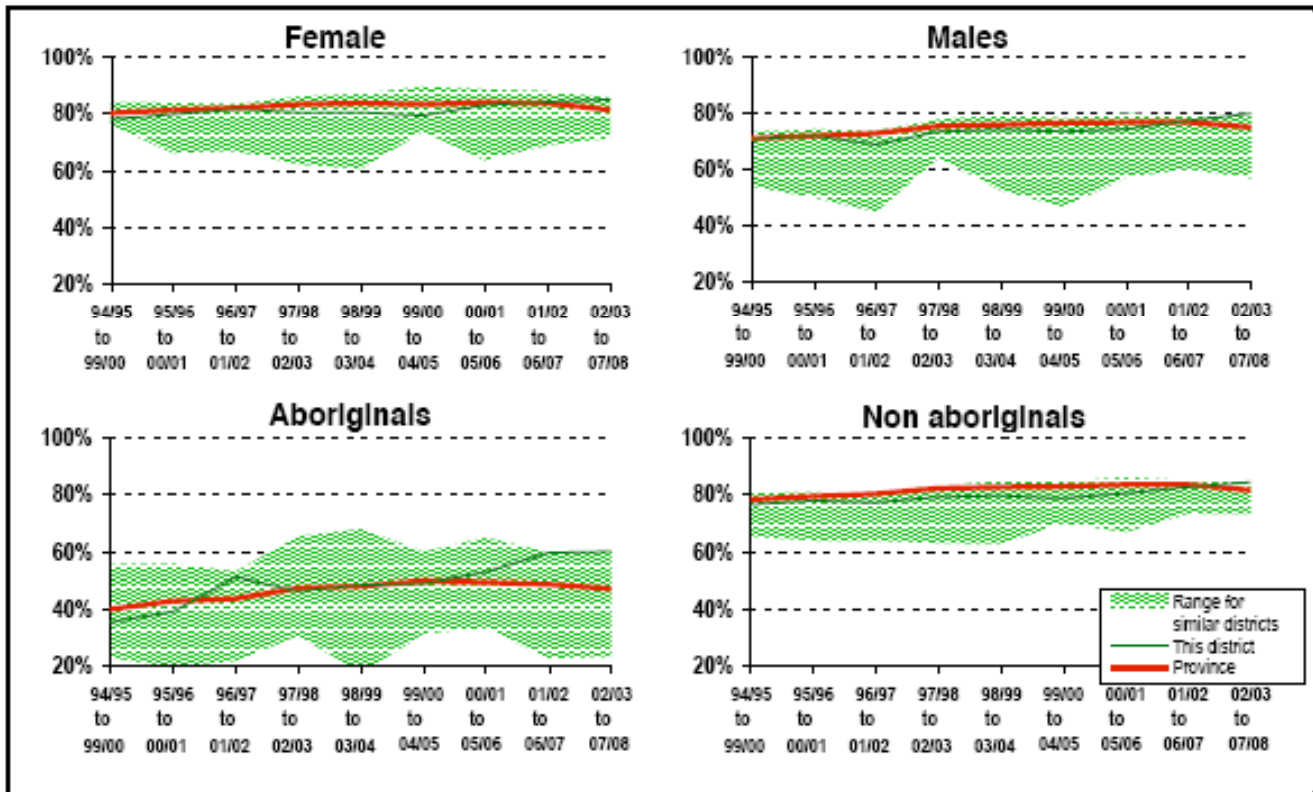 Female
100%
80%
60%
40%
20%
94/95 95/96 96/97 97/98 98/99 99/00 00/01 01/02 02/03
to to to to to to to to to
99/00 00/01 01/02 02/03 03/04 04/05 05/06 06/07 07/08
Males
100%
80%
60%
40%
20%
94/95 95/96 96/97 97/98 98/99 99/00 00/01 01/02 02/03
to to to to to to to to to
99/00 00/01 01/02 02/03 03/04 04/05 05/06 06/07 07/08
Aboriginals
100%
80%
60%
40%
20%
94/95 95/96 96/97 97/98 98/99 99/00 00/01 01/02 02/03
to to to to to to to to to
99/00 00/01 01/02 02/03 03/04 04/05 05/06 06/07 07/08
Non aboriginals
100%
80%
60%
40%
20%
Range for
similar districts
This district
Province
94/95 95/96 96/97 97/98 98/99 99/00 00/01 01/02 02/03
to to to to to to to to to
99/00 00/01 01/02 02/03 03/04 04/05 05/06 06/07 07/08